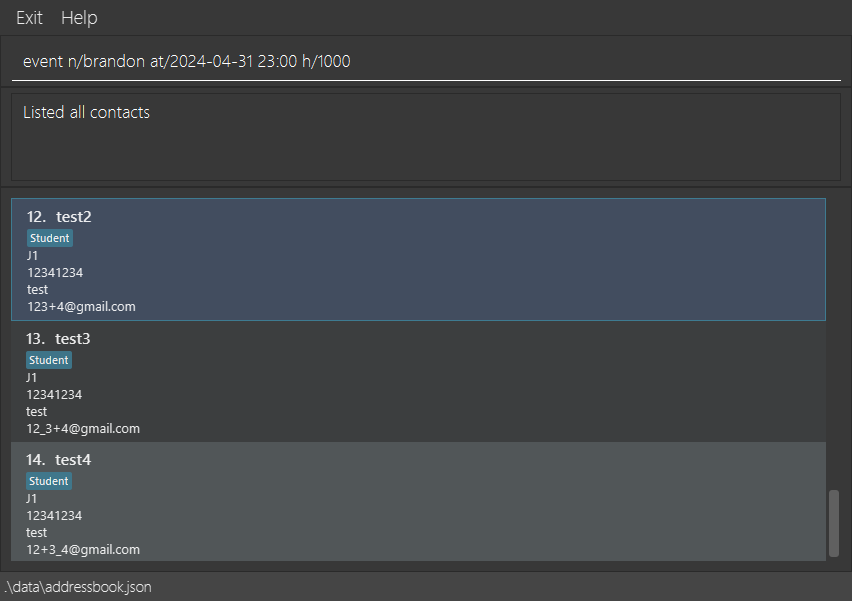 Exit Help
event n/brandon at/2024-04-31 23:00 h/1000
Listed all contacts
12. test2
Student
J1
12341234
test
123+4@gmail.com
13. test3
Student
J1
12341234
test
12_3+4@gmail.com
14. test4
Student
J1
12341234
test
12+3_4@gmail.com
.\data\addressbook.json